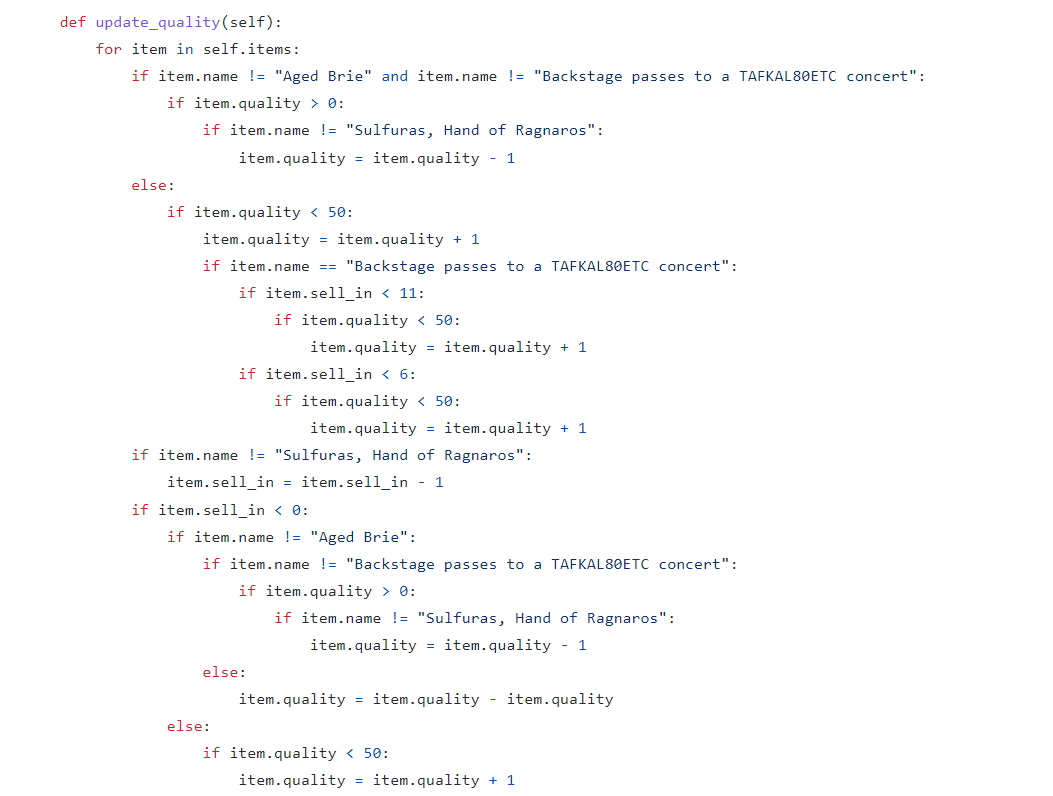 def update_quality(self):
    for item in self.items:
        if item.name != "Aged Brie" and item.name != "Backstage passes to a TAFKAL80ETC concert":
            if item.quality > 0:
                if item.name != "Sulfuras, Hand of Ragnaros":
                    item.quality = item.quality - 1
        else:
            if item.quality < 50:
                item.quality = item.quality + 1
                if item.name == "Backstage passes to a TAFKAL80ETC concert":
                    if item.sell_in < 11:
                        if item.quality < 50:
                            item.quality = item.quality + 1
                    if item.sell_in < 6:
                        if item.quality < 50:
                            item.quality = item.quality + 1
        if item.name != "Sulfuras, Hand of Ragnaros":
            item.sell_in = item.sell_in - 1
        if item.sell_in < 0:
            if item.name != "Aged Brie":
                if item.name != "Backstage passes to a TAFKAL80ETC concert":
                    if item.quality > 0:
                        if item.name != "Sulfuras, Hand of Ragnaros":
                            item.quality = item.quality - 1
                else:
                    item.quality = item.quality - item.quality
            else:
                if item.quality < 50:
                    item.quality = item.quality + 1